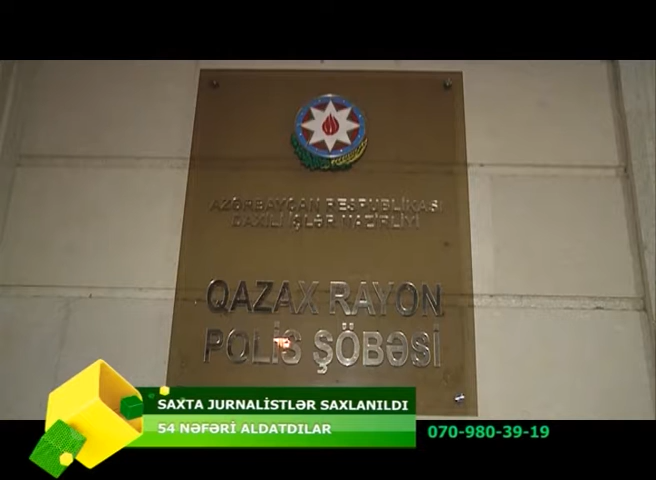 AZƏRBAYCAN RESPUBLİKASI
DAXİLİ İŞLƏR NAZİRLİYİ
QAZAX RAYON
POLİS ŞÖBƏSİ
SAXTA JURNALİSTLƏR SAXLANILDI
54 NƏFƏRİ ALDATDILAR
070-980-39-19